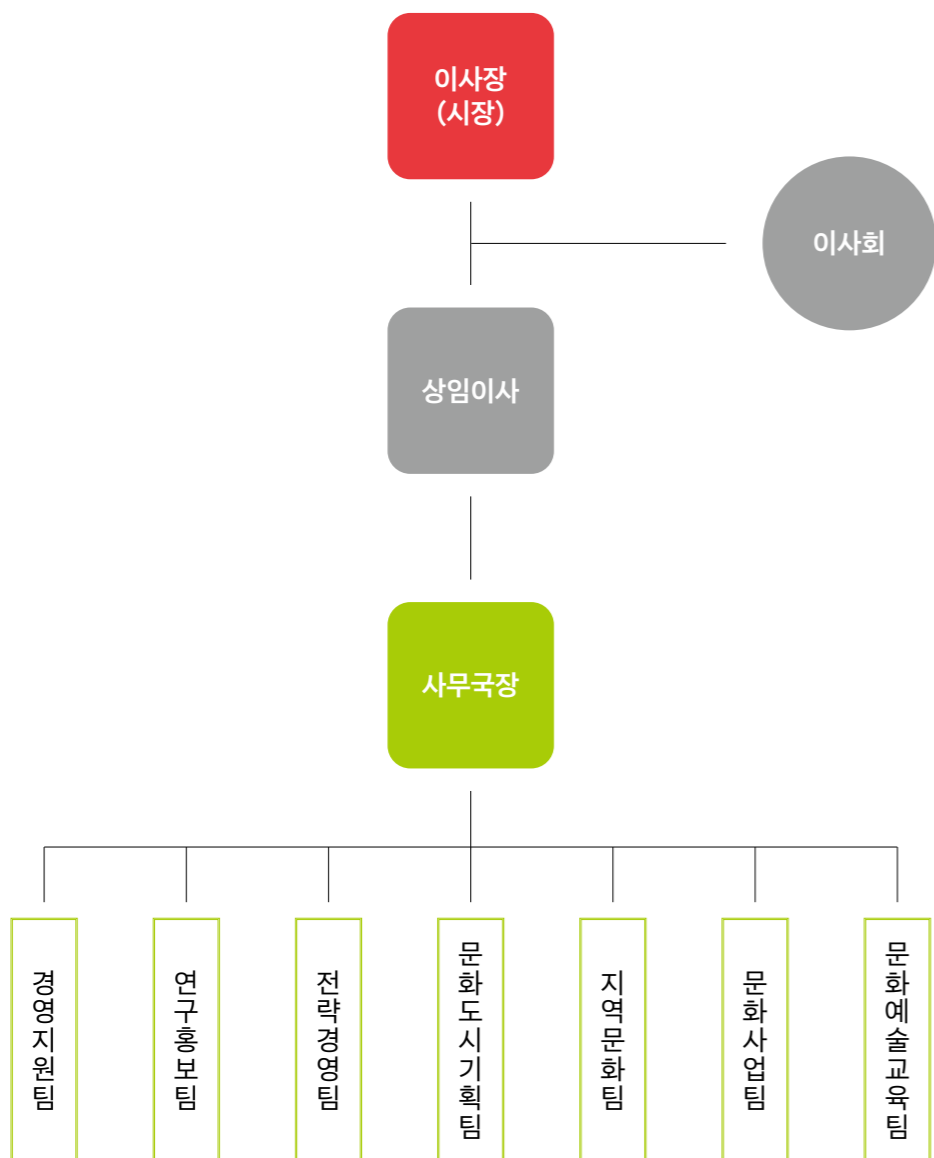 이사장
(시장)
이사회
상임이사
사무국장
경영지원팀
연구홍보팀
전략경영팀
문화도시기획팀
지역문화팀
문화사업팀
문화예술교육팀